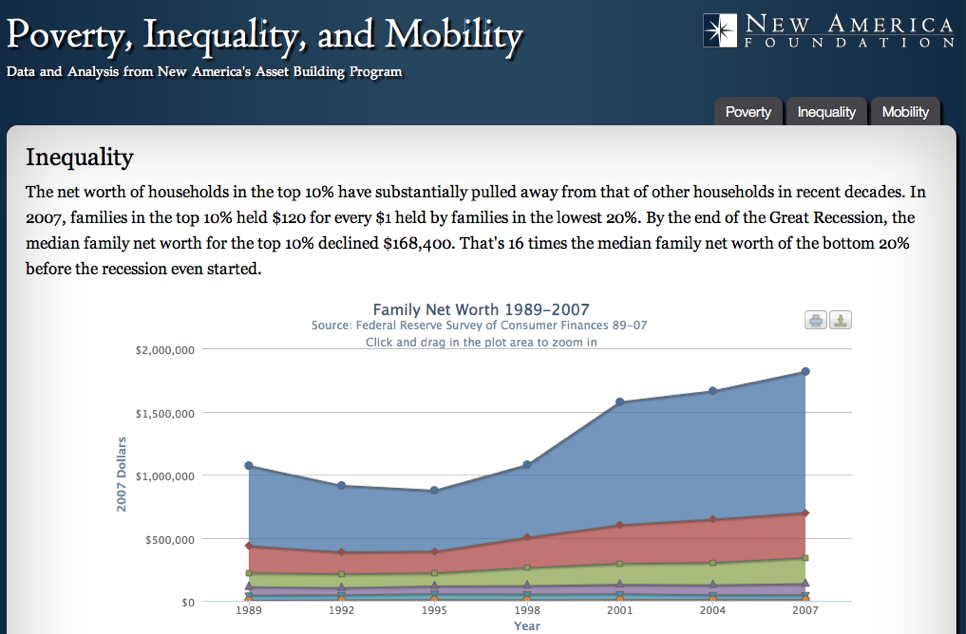 Poverty, Inequality, and Mobility
NEW AMERICA
FOUNDATION
Data and Analysis from New America's Asset Building Program
Poverty
Inequality
Mobility
Inequality
The net worth of households in the top 10% have substantially pulled away from that of other households in recent decades. In
2007, families in the top 10% held $120 for every $1 held by families in the lowest 20%. By the end of the Great Recession, the
median family net worth for the top 10% declined $168,400. That's 16 times the median family net worth of the bottom 20%
before the recession even started.
Family Net Worth 1989–2007
Source: Federal Reserve Survey of Consumer Finances 89–07
Click and drag in the plot area to zoom in
2007 Dollars
$2,000,000
$1,500,000
$1,000,000
$500,000
$0
1989
1992
1995
1998
2001
2004
2007
Year